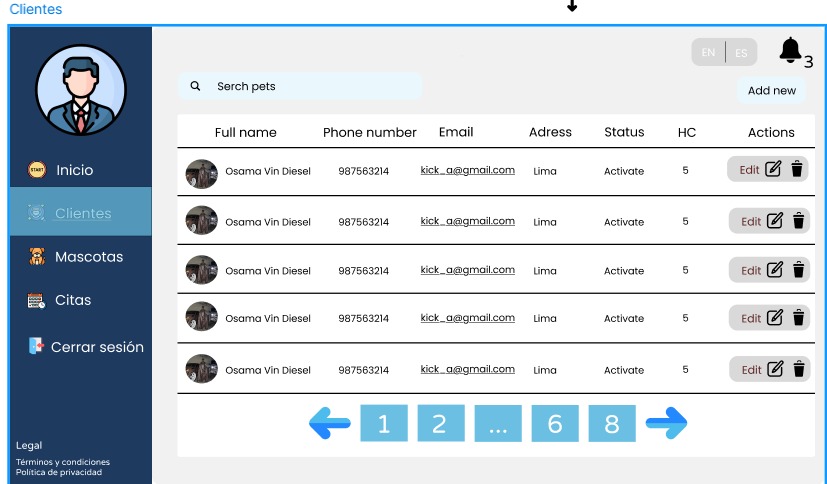 Clientes
EN ES
3
Serch pets
Add new
Full name Phone number Email Adress Status HC Actions
START Inicio
Osama Vin Diesel 987563214 kick_a@gmail.com Lima Activate 5 Edit
Clientes
Osama Vin Diesel 987563214 kick_a@gmail.com Lima Activate 5 Edit
Mascotas
Osama Vin Diesel 987563214 kick_a@gmail.com Lima Activate 5 Edit
Citas
Osama Vin Diesel 987563214 kick_a@gmail.com Lima Activate 5 Edit
Cerrar sesión
Osama Vin Diesel 987563214 kick_a@gmail.com Lima Activate 5 Edit
1 2 ... 6 8
Legal
Términos y condiciones
Política de privacidad